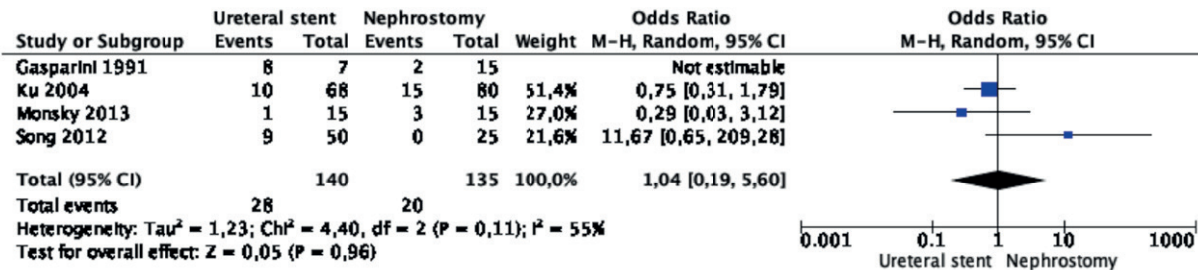 Ureteral stent Nephrostomy Odds Ratio Odds Ratio
Study or Subgroup Events Total Events Total Weight M-H, Random, 95% CI M-H, Random, 95% CI
Gasparini 1991 8 7 2 15 Not estimable
Ku 2004 10 68 15 80 51,4% 0,75 [0,31, 1,79]
Monsky 2013 1 15 3 15 27,0% 0,29 [0,03, 3,12]
Song 2012 9 50 0 25 21,6% 11,67 [0,65, 209,28]
Total (95% CI) 140 135 100,0% 1,04 [0,19, 5,60]
Total events 28 20
Heterogeneity: Tau² = 1,23; Chi² = 4,40, df = 2 (P = 0,11); I² = 55%
Test for overall effect: Z = 0,05 (P = 0,96)
0.001 0.1 1 10 1000
Ureteral stent Nephrostomy